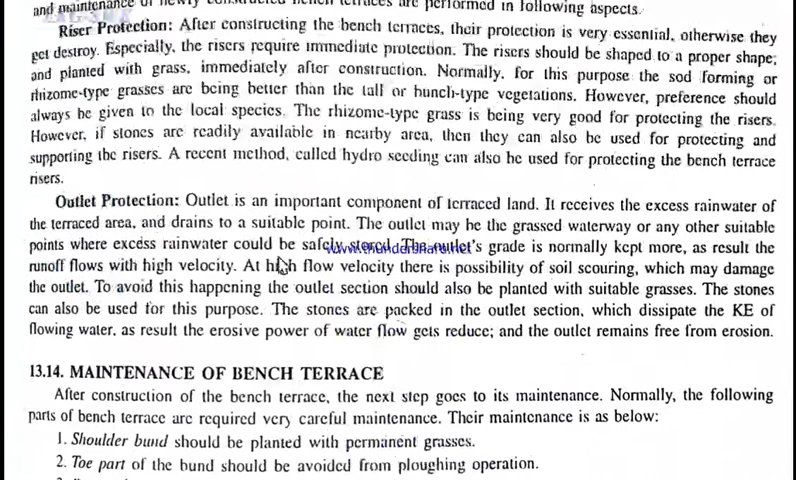 and maintenance of newly constructed bench terraces are performed in following aspects.
Riser Protection: After constructing the bench terraces, their protection is very essential, otherwise they
get destroy. Especially, the risers require immediate protection. The risers should be shaped to a proper shape;
and planted with grass, immediately after construction. Normally, for this purpose the sod forming or
rhizome-type grasses are being better than the tall or bunch-type vegetations. However, preference should
always be given to the local species. The rhizome-type grass is being very good for protecting the risers.
However, if stones are readily available in nearby area, then they can also be used for protecting and
supporting the risers. A recent method, called hydro seeding can also be used for protecting the bench terrace
risers.
Outlet Protection: Outlet is an important component of terraced land. It receives the excess rainwater of
the terraced area, and drains to a suitable point. The outlet may be the grassed waterway or any other suitable
points where excess rainwater could be safely stored. The outlet's grade is normally kept more, as result the
www.thundershare.net
runoff flows with high velocity. At high flow velocity there is possibility of soil scouring, which may damage
the outlet. To avoid this happening the outlet section should also be planted with suitable grasses. The stones
can also be used for this purpose. The stones are packed in the outlet section, which dissipate the KE of
flowing water, as result the erosive power of water flow gets reduce; and the outlet remains free from erosion.
13.14. MAINTENANCE OF BENCH TERRACE
After construction of the bench terrace, the next step goes to its maintenance. Normally, the following
parts of bench terrace are required very careful maintenance. Their maintenance is as below:
1. Shoulder bund should be planted with permanent grasses.
2. Toe part of the bund should be avoided from ploughing operation.